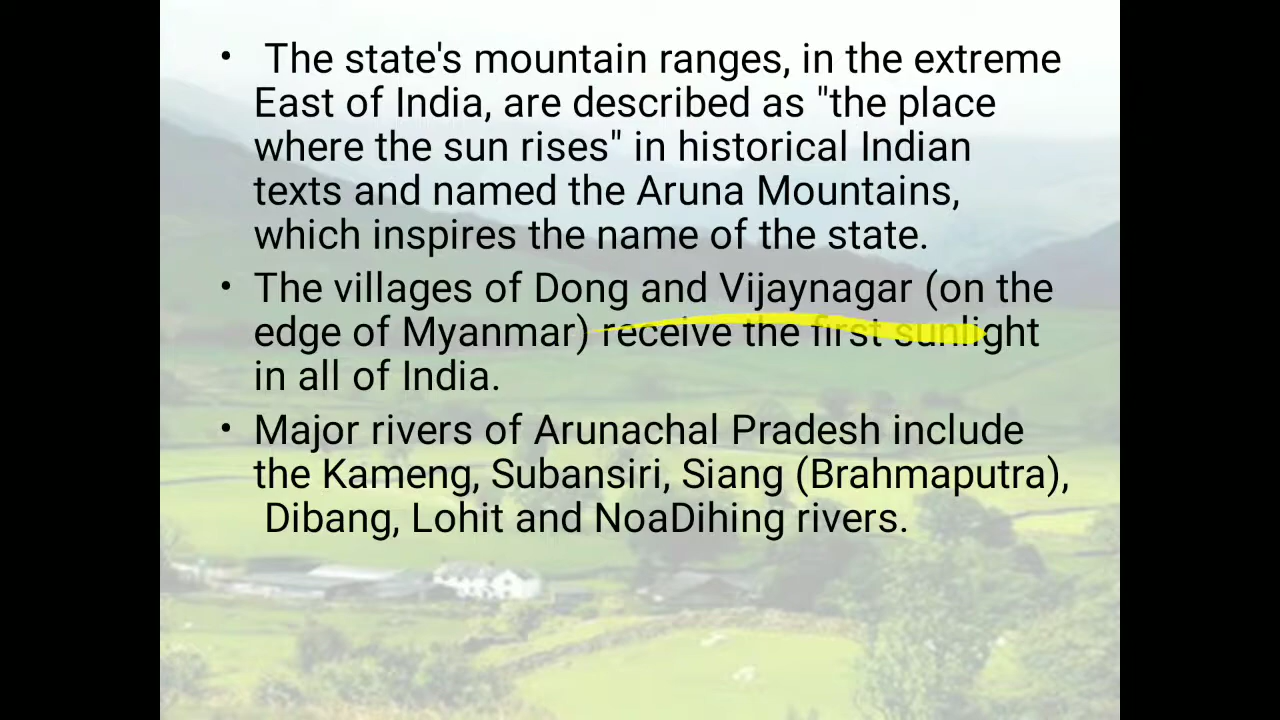 • The state's mountain ranges, in the extreme
East of India, are described as "the place
where the sun rises" in historical Indian
texts and named the Aruna Mountains,
which inspires the name of the state.
• The villages of Dong and Vijaynagar (on the
edge of Myanmar) receive the first sunlight
in all of India.
• Major rivers of Arunachal Pradesh include
the Kameng, Subansiri, Siang (Brahmaputra),
Dibang, Lohit and NoaDihing rivers.